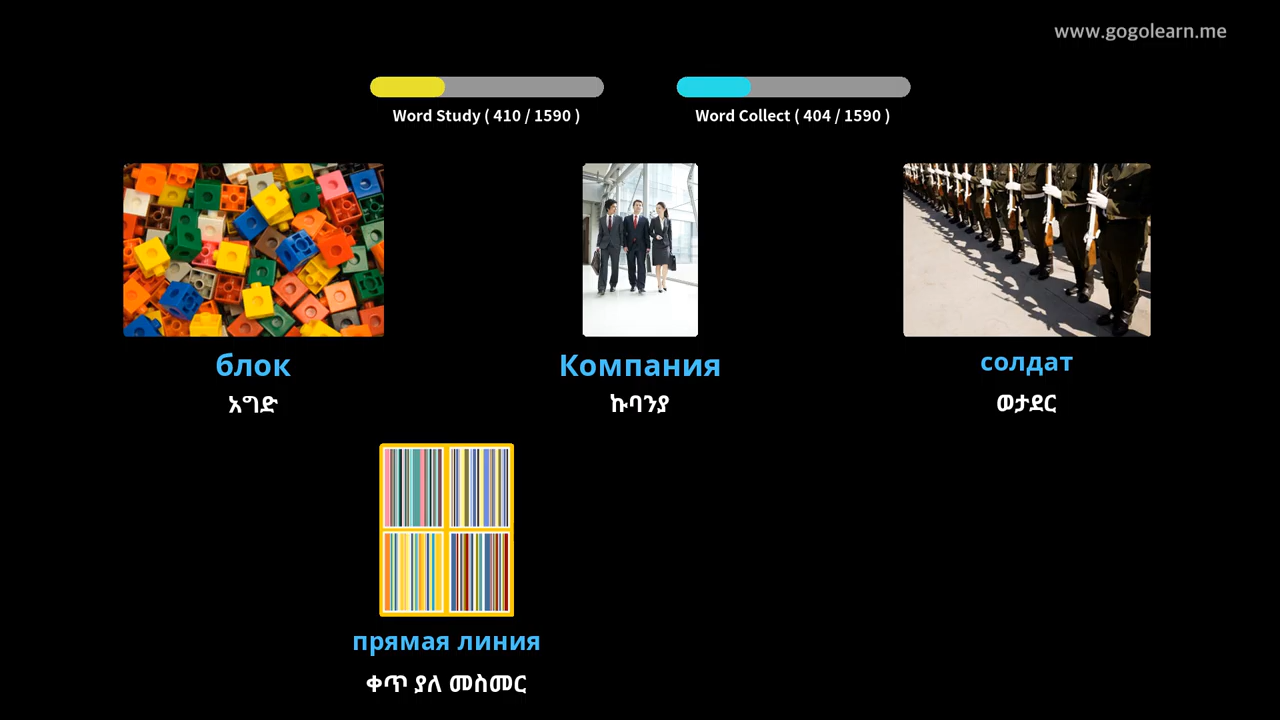 www.gogolearn.me
Word Study ( 410 / 1590 )
Word Collect ( 404 / 1590 )
блок
Компания
солдат
አግድ
ኩባንያ
ወታደር
прямая линия
ቀጥ ያለ መስመር